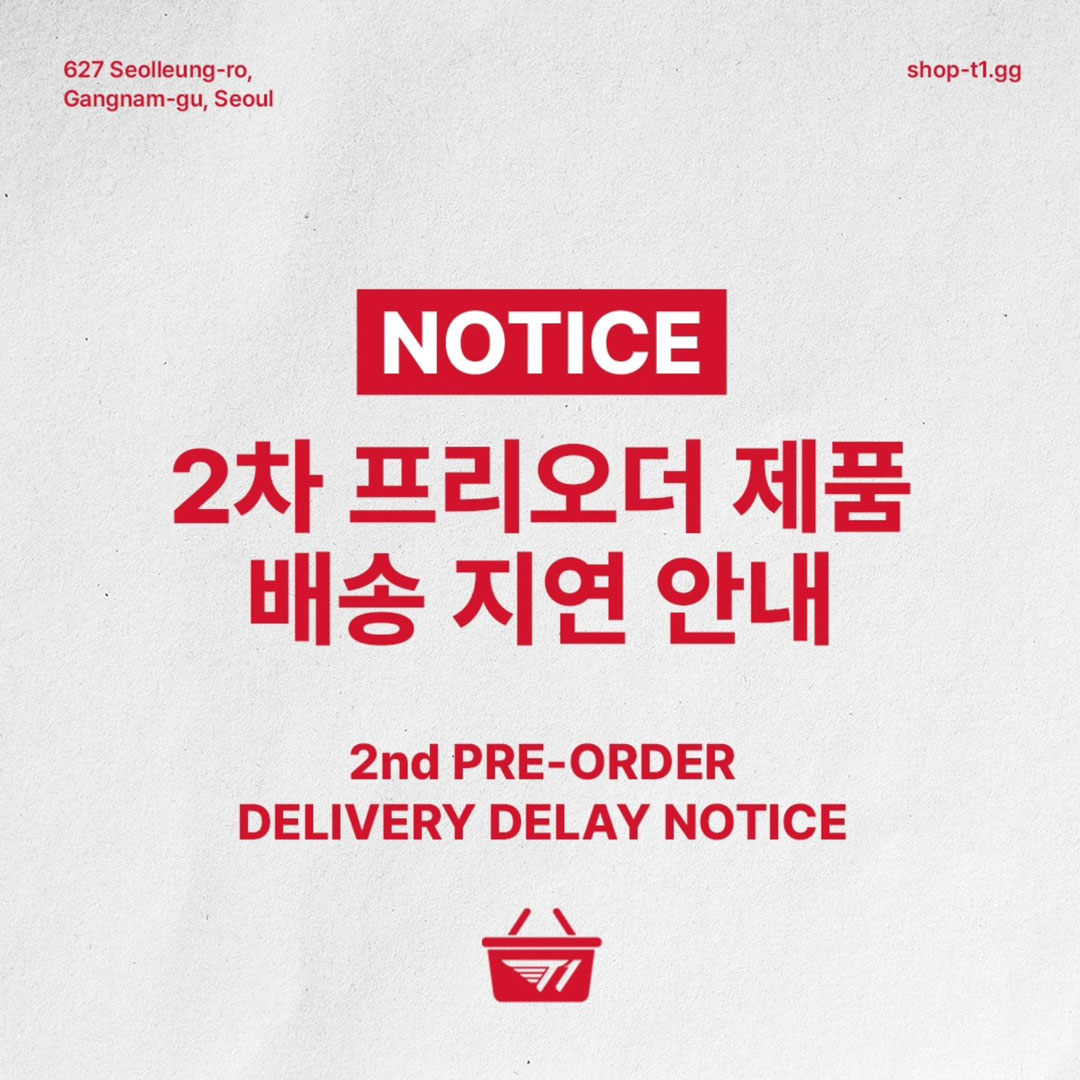 627 Seolleung-ro,
Gangnam-gu, Seoul
shop-t1.gg
NOTICE
2차 프리오더 제품
배송 지연 안내
2nd PRE-ORDER
DELIVERY DELAY NOTICE
T1